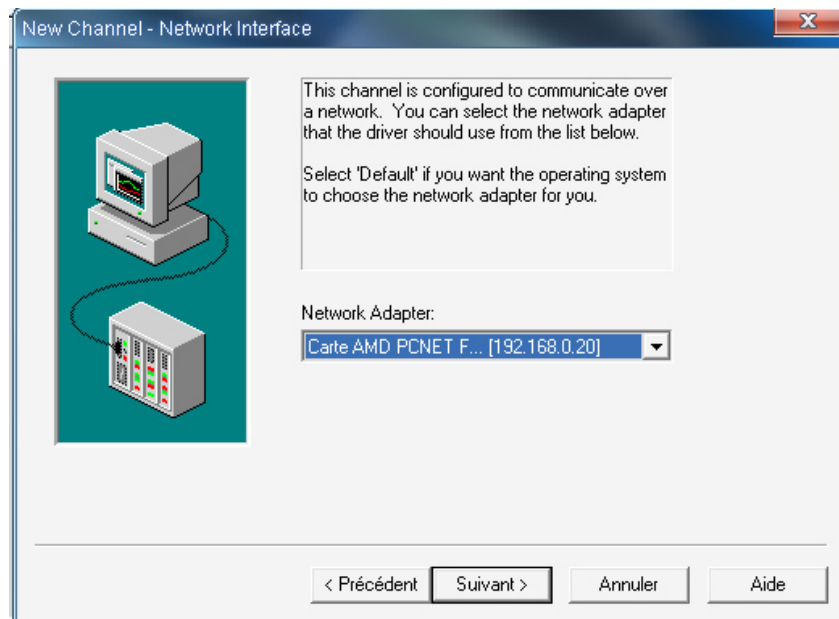 New Channel - Network Interface
This channel is configured to communicate over
a network. You can select the network adapter
that the driver should use from the list below.
Select 'Default' if you want the operating system
to choose the network adapter for you.
Network Adapter:
Carte AMD PCNET F... [192.168.0.20]
< Précédent Suivant > Annuler Aide